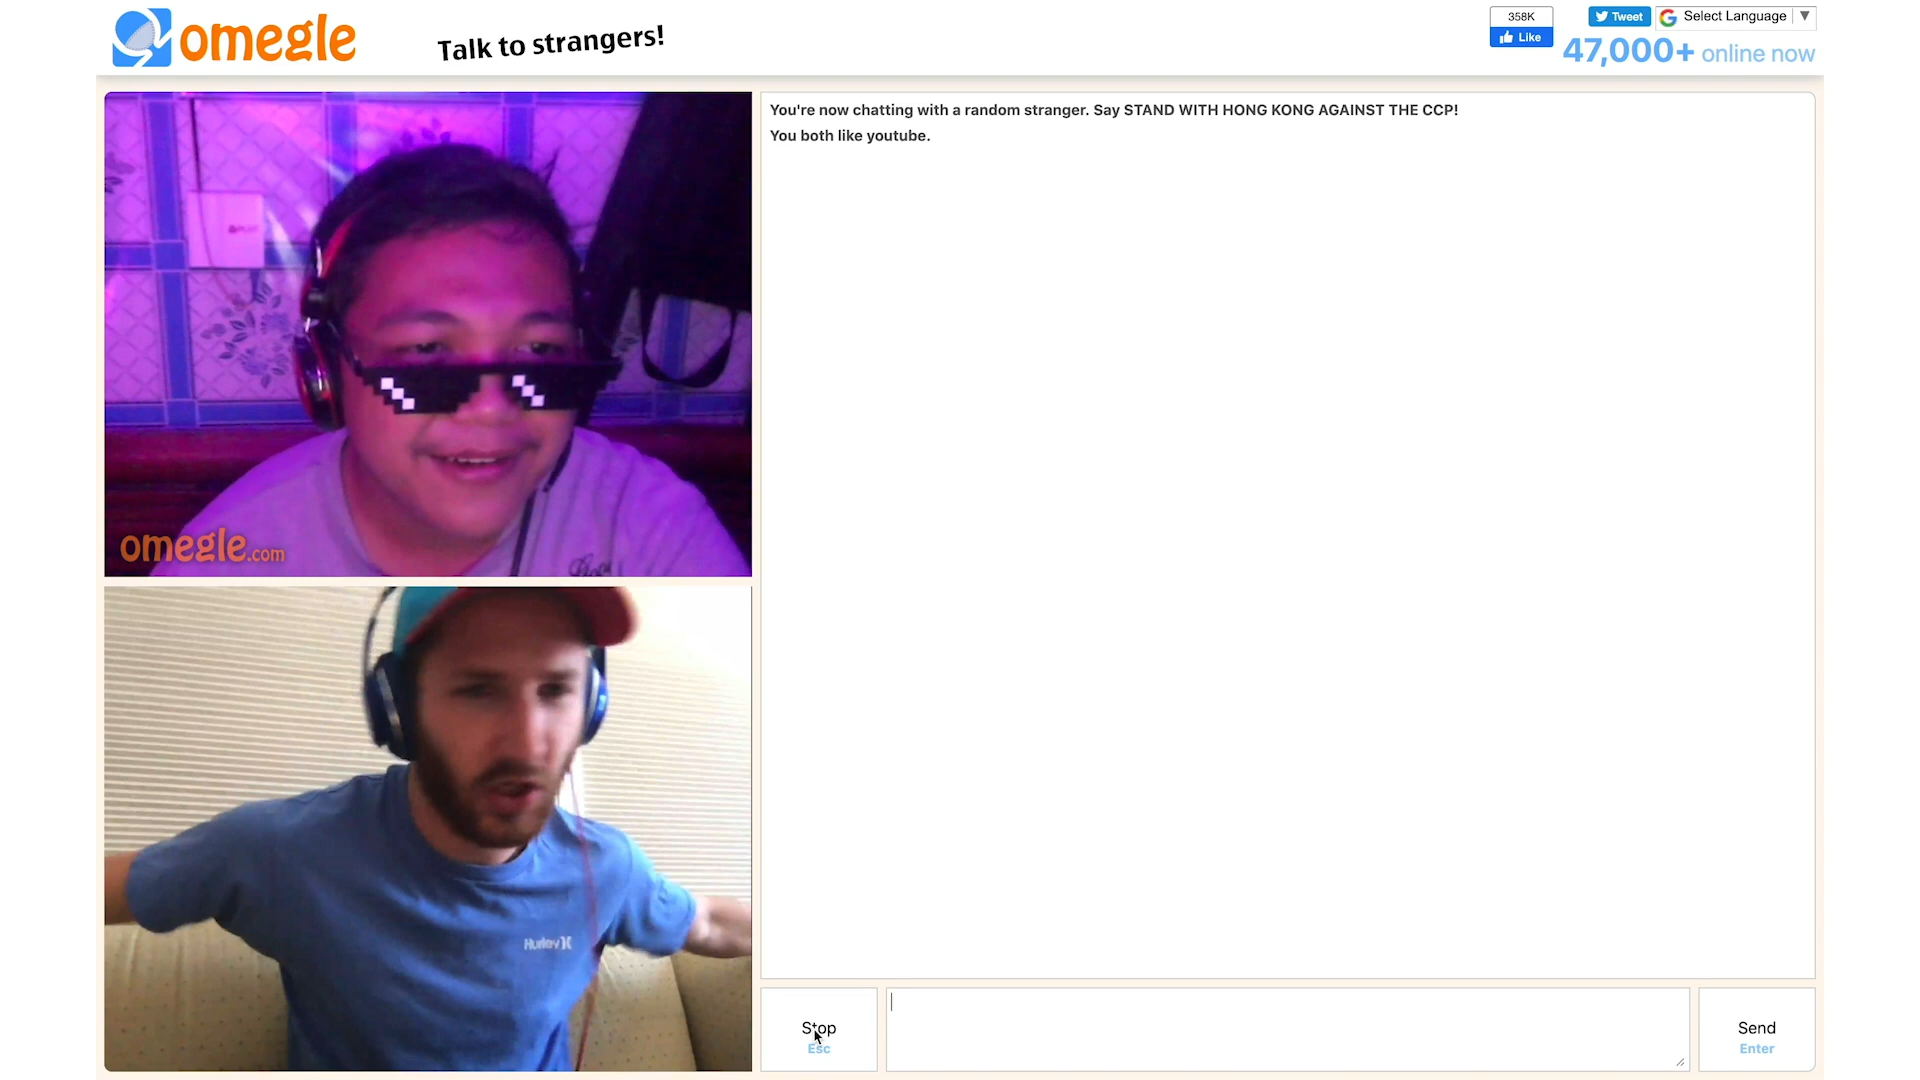 omegle
Talk to strangers!
358K
Like
Tweet
Select Language
47,000+ online now
You're now chatting with a random stranger. Say STAND WITH HONG KONG AGAINST THE CCP!
You both like youtube.
omegle.com
Hurley
Stop
Esc
Send
Enter